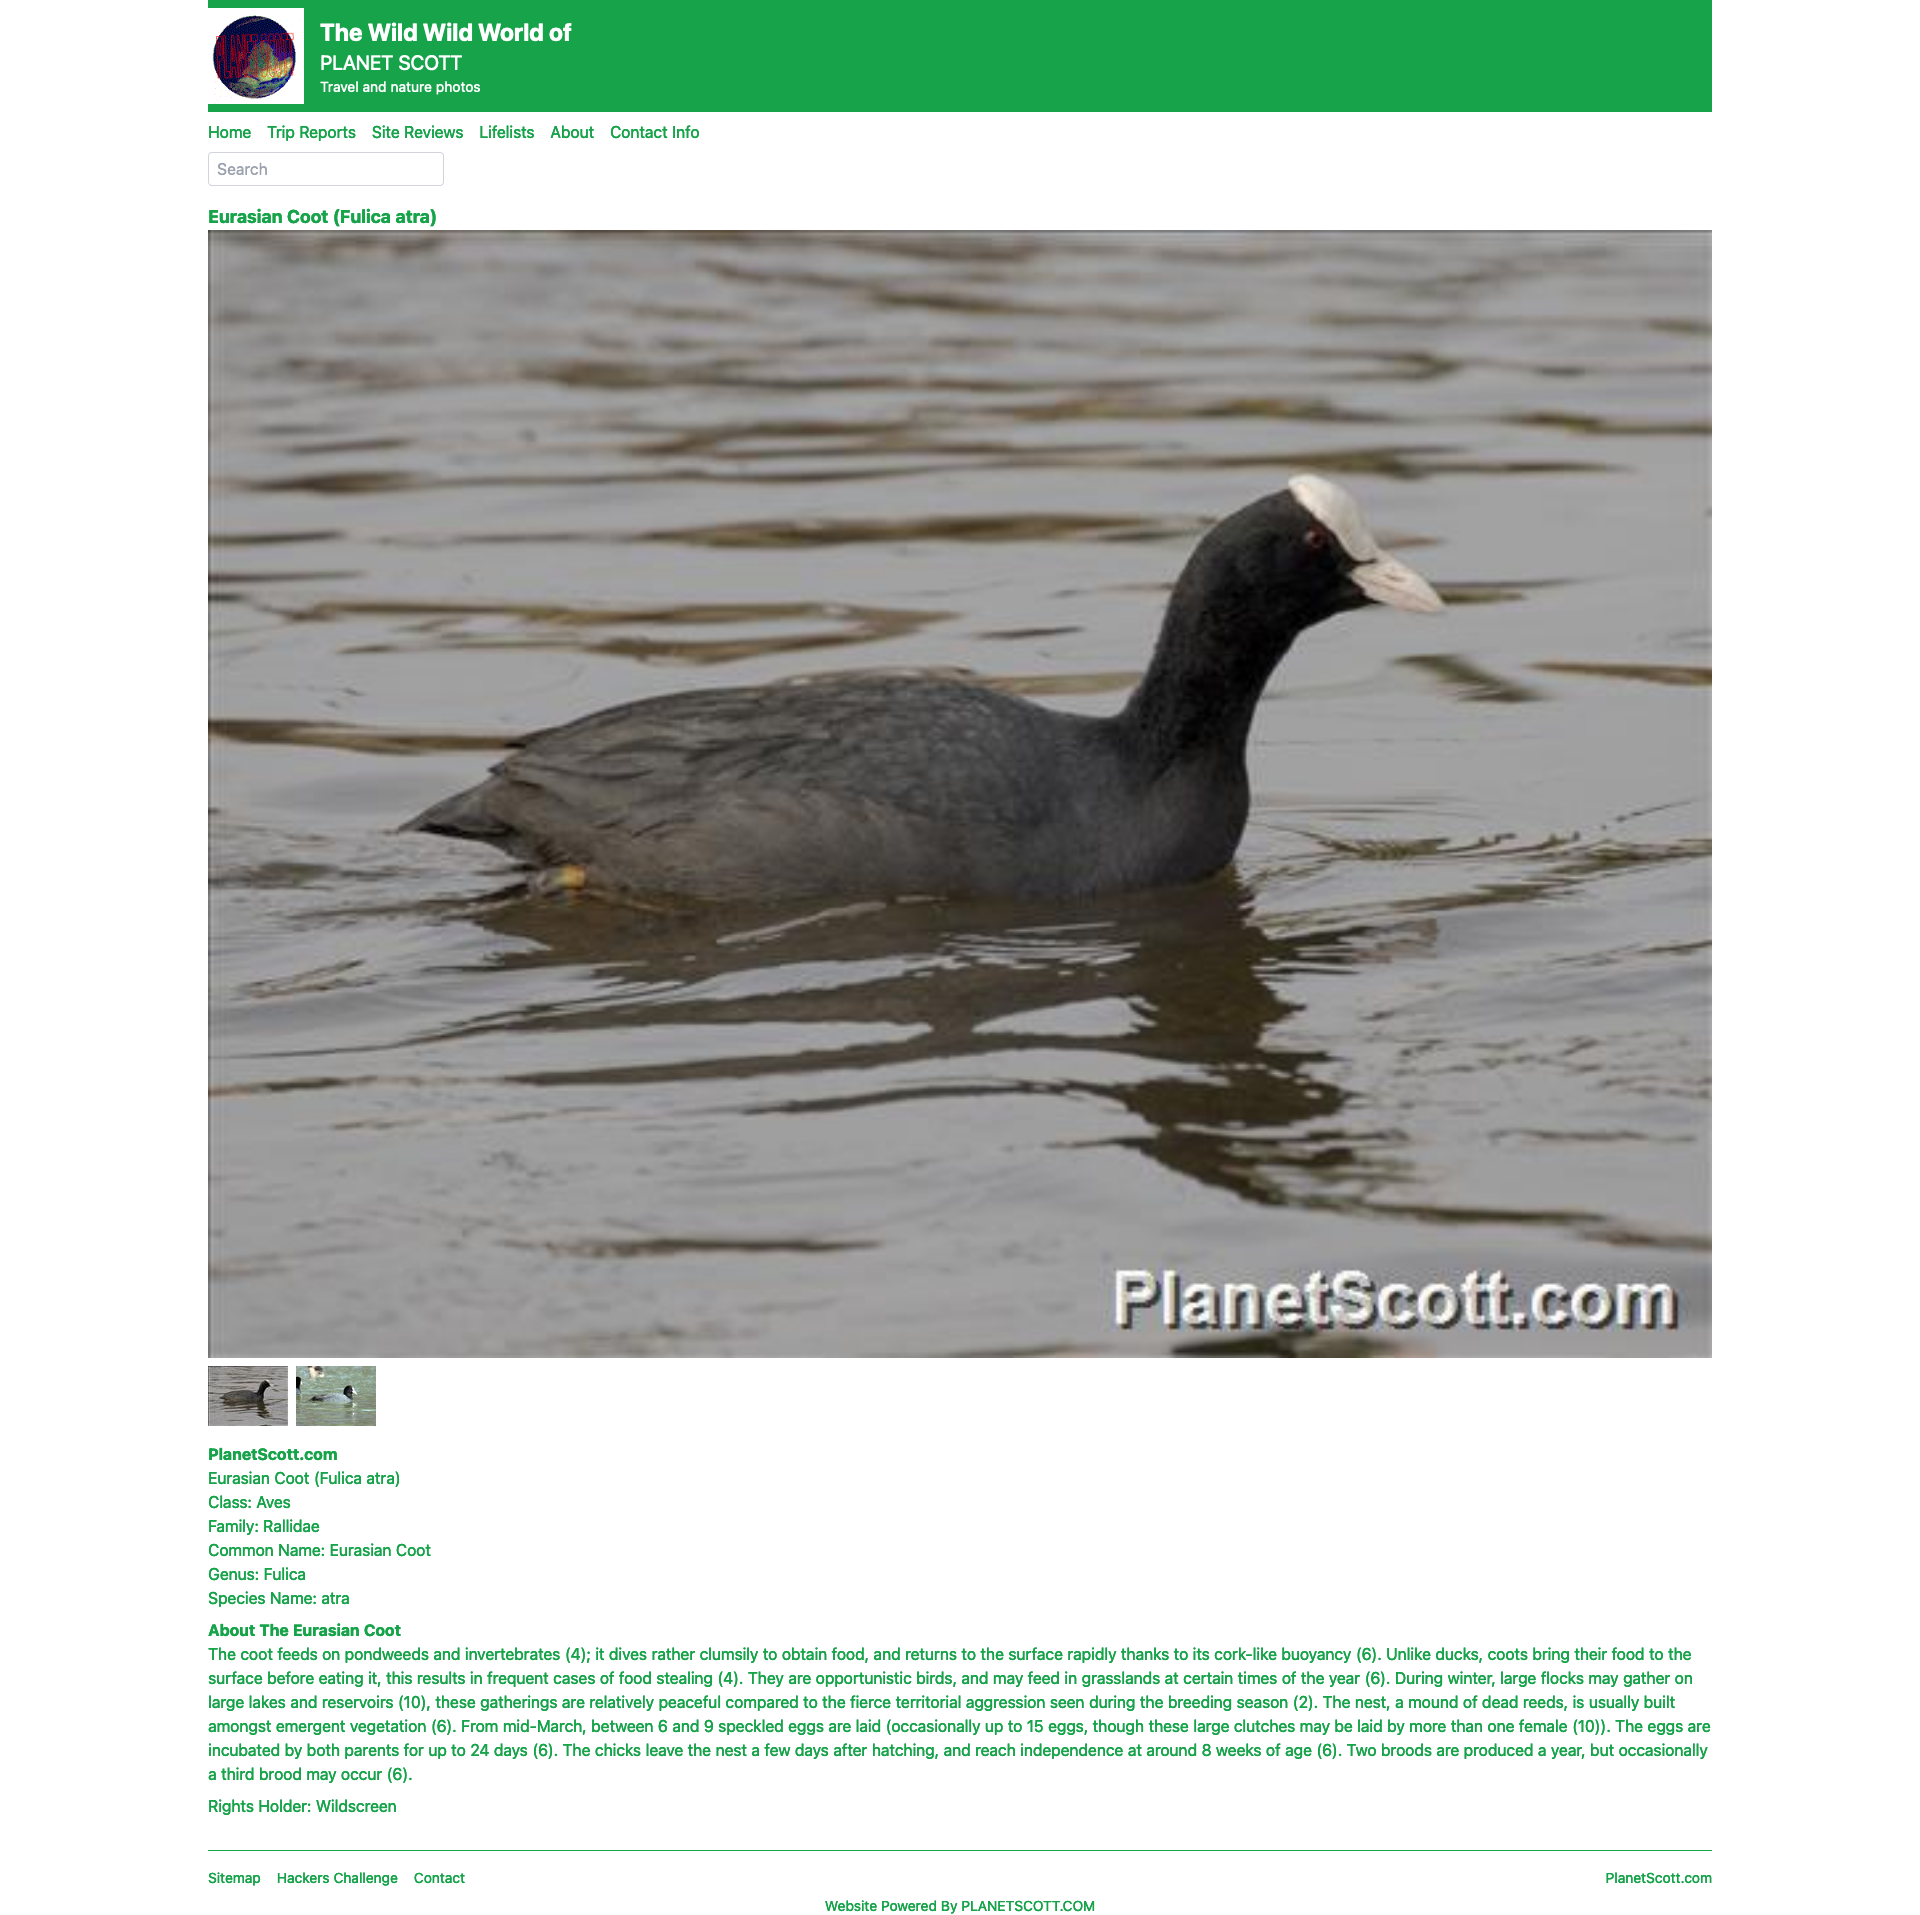 The Wild Wild World of
PLANET SCOTT
Travel and nature photos
Home Trip Reports Site Reviews Lifelists About Contact Info
Search
Eurasian Coot (Fulica atra)
PlanetScott.com
PlanetScott.com
Eurasian Coot (Fulica atra)
Class: Aves
Family: Rallidae
Common Name: Eurasian Coot
Genus: Fulica
Species Name: atra
About The Eurasian Coot
The coot feeds on pondweeds and invertebrates (4); it dives rather clumsily to obtain food, and returns to the surface rapidly thanks to its cork-like buoyancy (6). Unlike ducks, coots bring their food to the
surface before eating it, this results in frequent cases of food stealing (4). They are opportunistic birds, and may feed in grasslands at certain times of the year (6). During winter, large flocks may gather on
large lakes and reservoirs (10), these gatherings are relatively peaceful compared to the fierce territorial aggression seen during the breeding season (2). The nest, a mound of dead reeds, is usually built
amongst emergent vegetation (6). From mid-March, between 6 and 9 speckled eggs are laid (occasionally up to 15 eggs, though these large clutches may be laid by more than one female (10)). The eggs are
incubated by both parents for up to 24 days (6). The chicks leave the nest a few days after hatching, and reach independence at around 8 weeks of age (6). Two broods are produced a year, but occasionally
a third brood may occur (6).
Rights Holder: Wildscreen
Sitemap Hackers Challenge Contact PlanetScott.com
Website Powered By PLANETSCOTT.COM